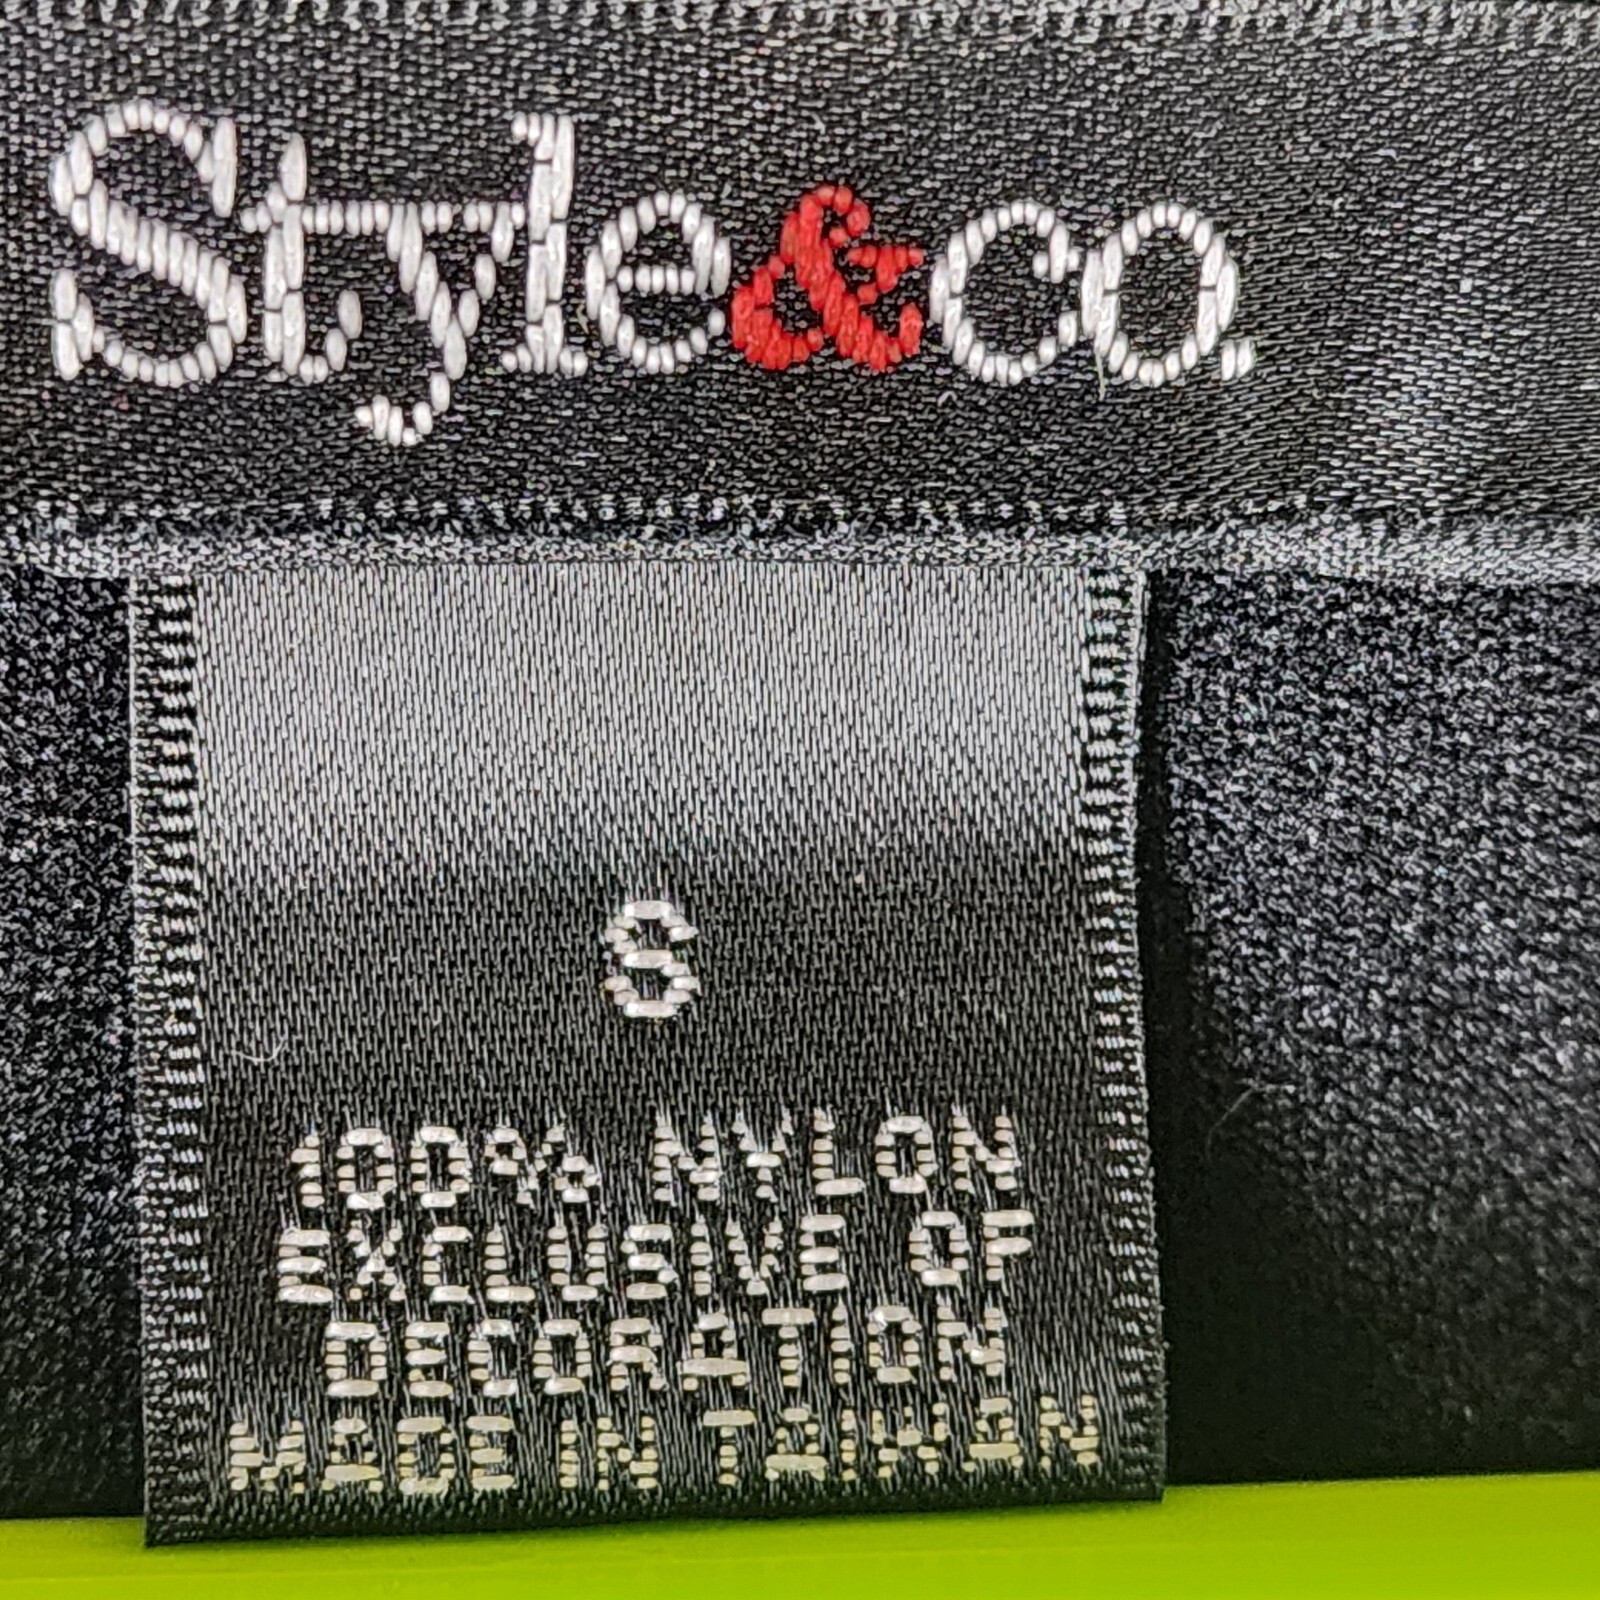 Style&co.
S
100% NYLON
EXCLUSIVE OF
DECORATION
MADE IN TAIWAN